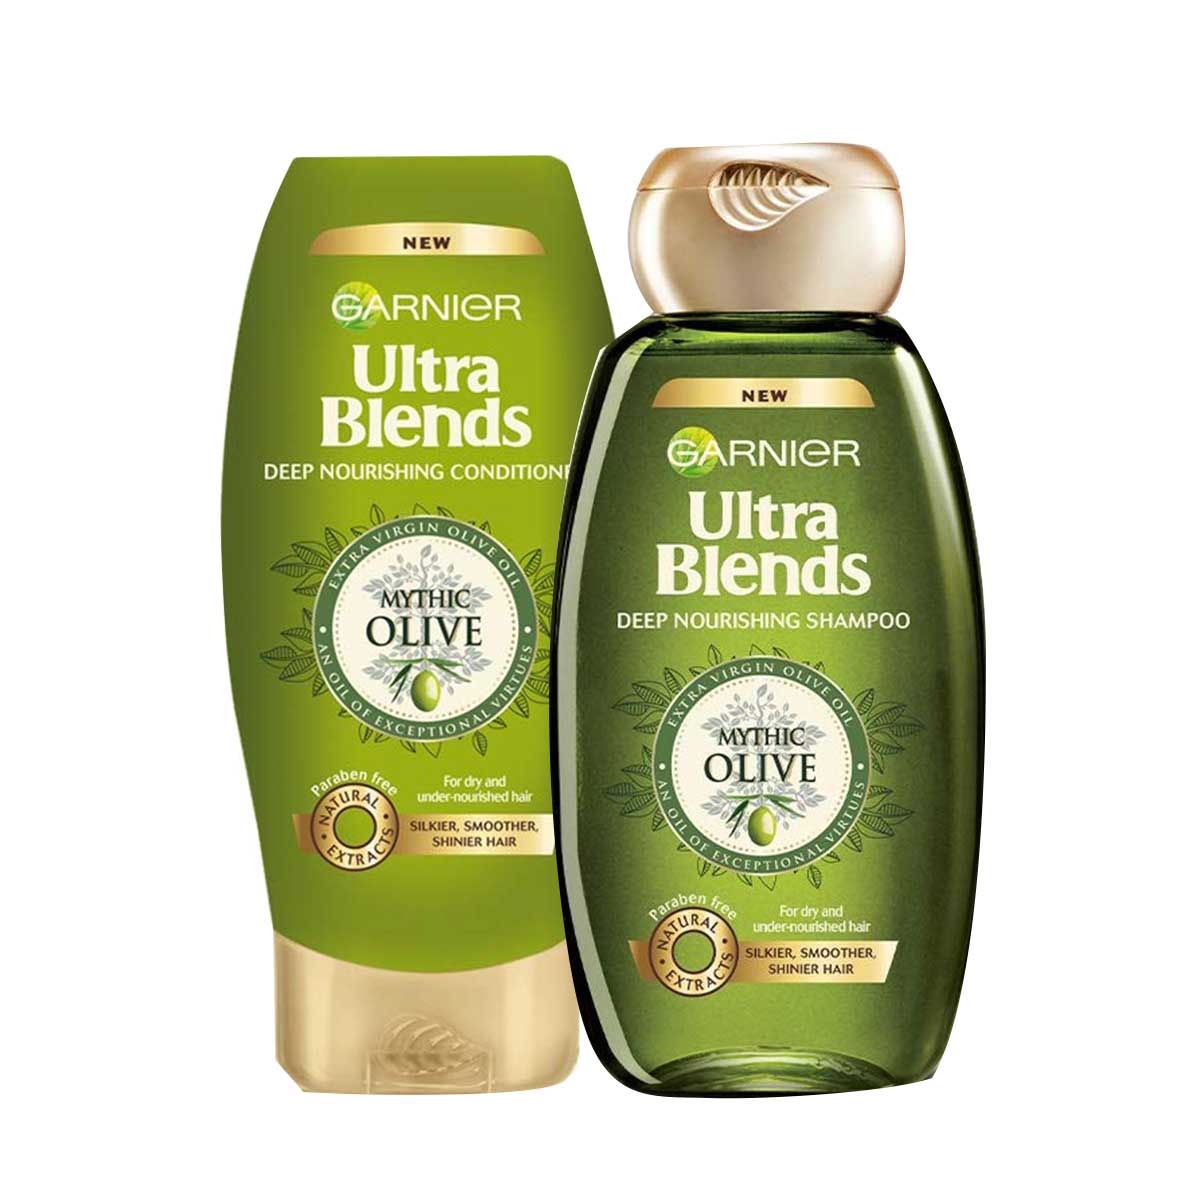 NEW
GARNIER
Ultra
Blends
DEEP NOURISHING CONDITIONE
EXTRA VIRGIN OLIVE OIL
MYTHIC
OLIVE
• AN OIL OF EXCEPTIONAL VIRTUES •
Paraben free
• NATURAL •
EXTRACTS
For dry and
under-nourished hair
SILKIER, SMOOTHER,
SHINIER HAIR
NEW
GARNIER
Ultra
Blends
DEEP NOURISHING SHAMPOO
EXTRA VIRGIN OLIVE OIL
MYTHIC
OLIVE
• AN OIL OF EXCEPTIONAL VIRTUES •
Paraben free
• NATURAL •
EXTRACTS
For dry and
under-nourished hair
SILKIER, SMOOTHER,
SHINIER HAIR